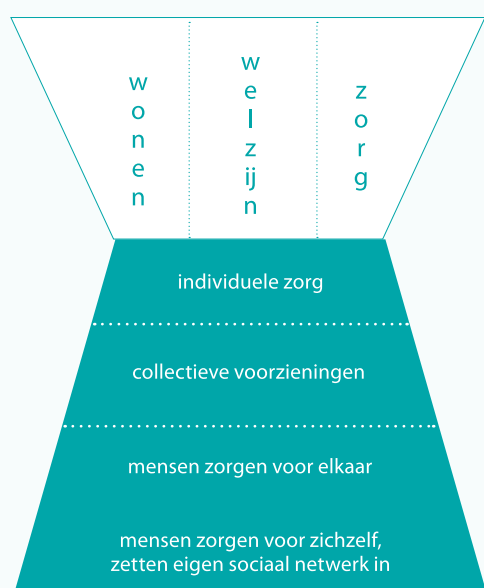 wonen
welzijn
zorg
individuele zorg
collectieve voorzieningen
mensen zorgen voor elkaar
mensen zorgen voor zichzelf,
zetten eigen sociaal netwerk in